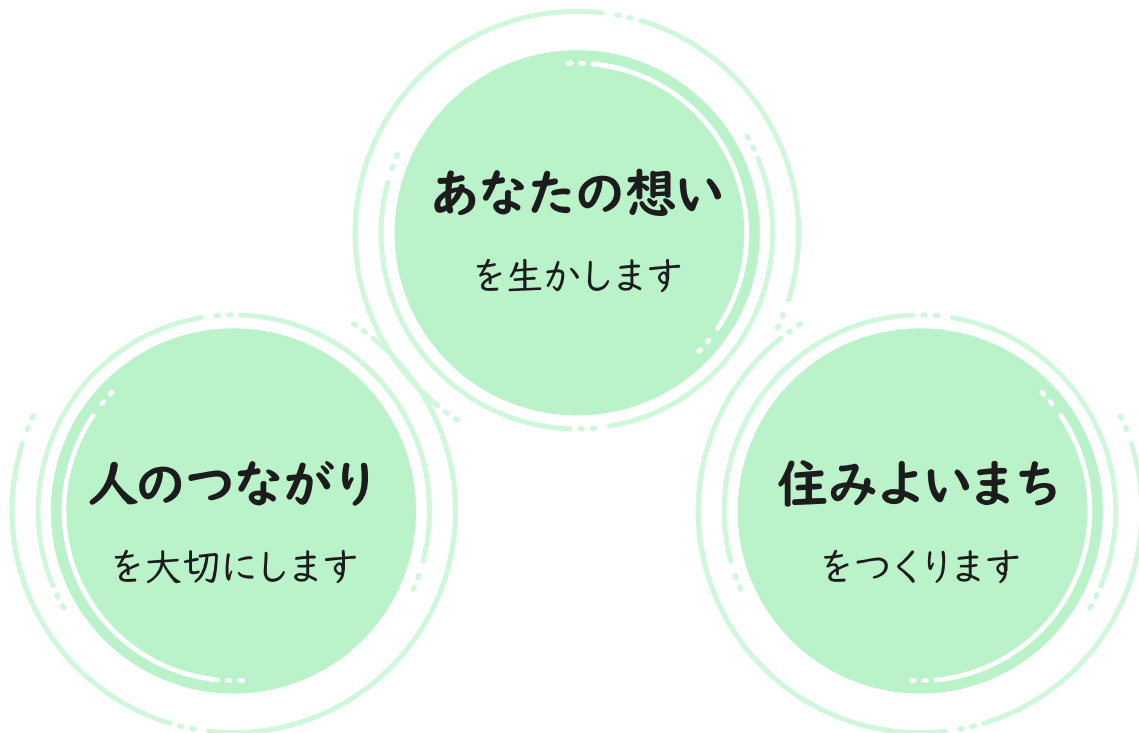 あなたの想い
を生かします
人のつながり
を大切にします
住みよいまち
をつくります